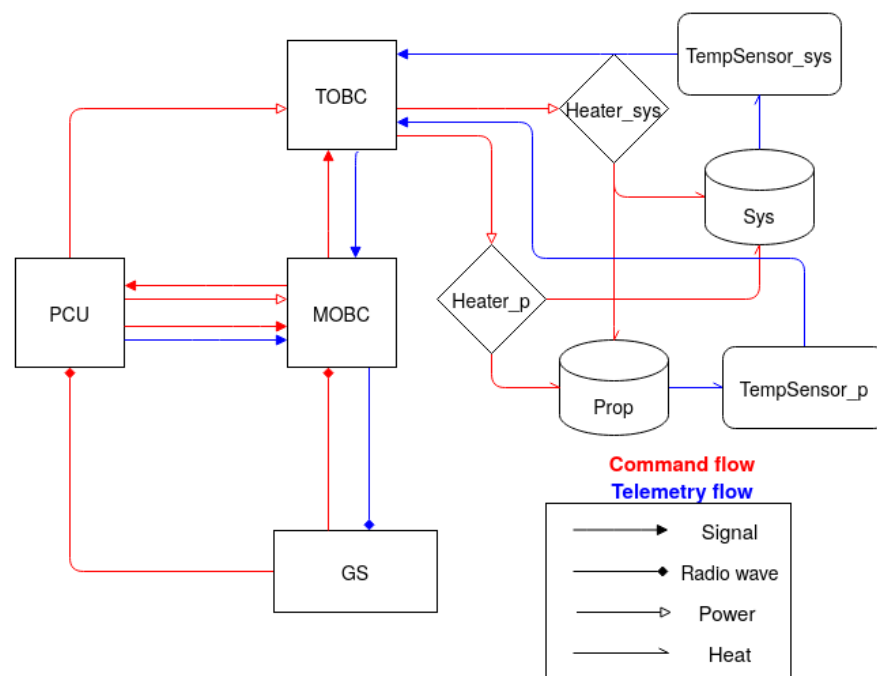 TempSensor_sys
TOBC
Heater_sys
Sys
PCU
MOBC
Heater_p
Prop
TempSensor_p
Command flow
Telemetry flow
Signal
GS
Radio wave
Power
Heat